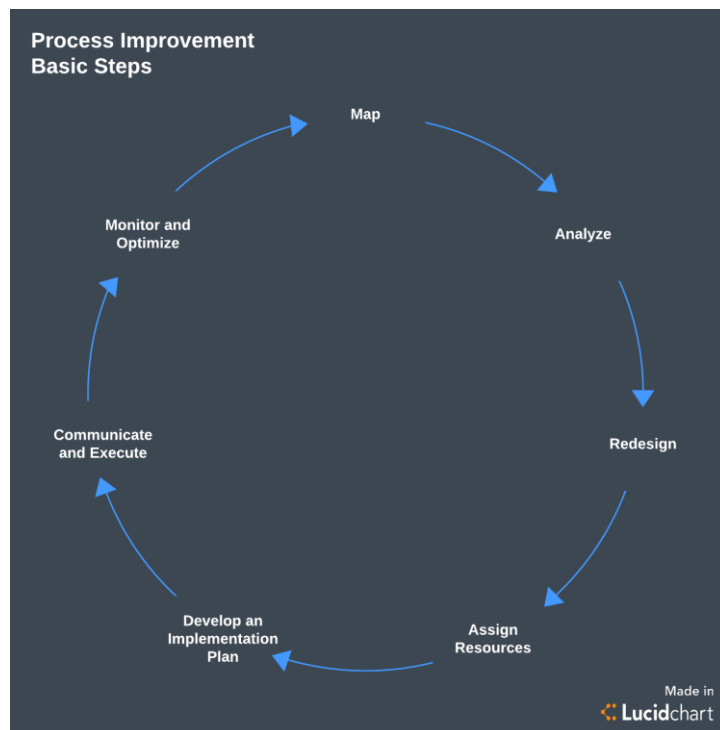 Process Improvement
Basic Steps
Map
Analyze
Redesign
Assign
Resources
Develop an
Implementation
Plan
Communicate
and Execute
Monitor and
Optimize
Made in
Lucidchart